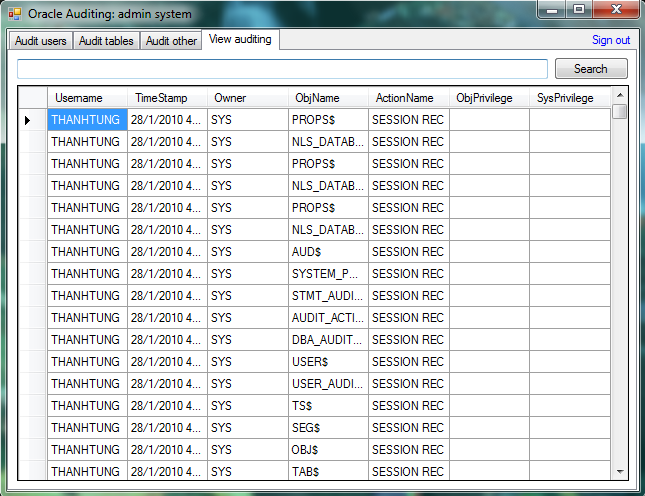 Oracle Auditing: admin system
Audit users Audit tables Audit other View auditing Sign out
Search
Username TimeStamp Owner ObjName ActionName ObjPrivilege SysPrivilege
THANHTUNG 28/1/2010 4... SYS PROPS$ SESSION REC
THANHTUNG 28/1/2010 4... SYS NLS_DATAB... SESSION REC
THANHTUNG 28/1/2010 4... SYS PROPS$ SESSION REC
THANHTUNG 28/1/2010 4... SYS NLS_DATAB... SESSION REC
THANHTUNG 28/1/2010 4... SYS PROPS$ SESSION REC
THANHTUNG 28/1/2010 4... SYS NLS_DATAB... SESSION REC
THANHTUNG 28/1/2010 4... SYS AUD$ SESSION REC
THANHTUNG 28/1/2010 4... SYS SYSTEM_P... SESSION REC
THANHTUNG 28/1/2010 4... SYS STMT_AUDI... SESSION REC
THANHTUNG 28/1/2010 4... SYS AUDIT_ACTI... SESSION REC
THANHTUNG 28/1/2010 4... SYS DBA_AUDIT... SESSION REC
THANHTUNG 28/1/2010 4... SYS USER$ SESSION REC
THANHTUNG 28/1/2010 4... SYS USER_AUDI... SESSION REC
THANHTUNG 28/1/2010 4... SYS TS$ SESSION REC
THANHTUNG 28/1/2010 4... SYS SEG$ SESSION REC
THANHTUNG 28/1/2010 4... SYS OBJ$ SESSION REC
THANHTUNG 28/1/2010 4... SYS TAB$ SESSION REC